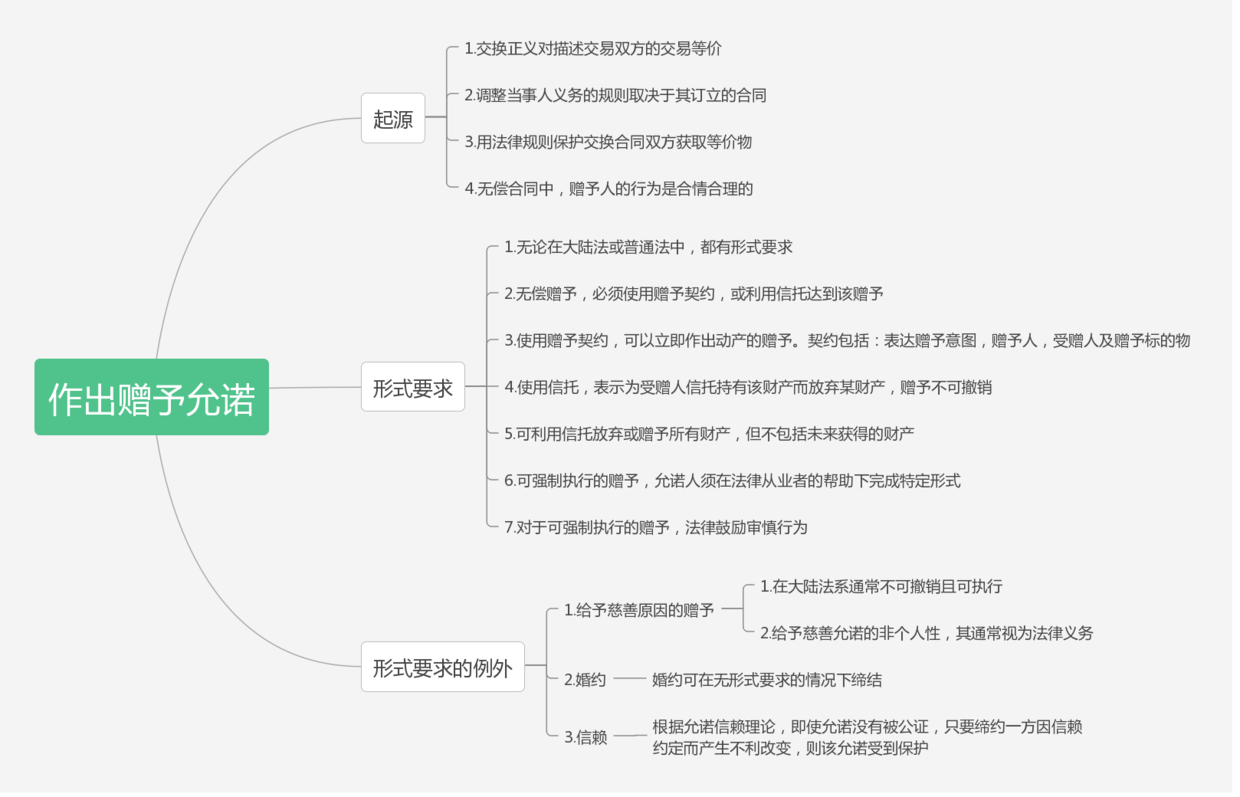 作出赠予允诺
起源
1.交换正义对描述交易双方的交易等价
2.调整当事人义务的规则取决于其订立的合同
3.用法律规则保护交换合同双方获取等价物
4.无偿合同中，赠予人的行为是合情合理的
形式要求
1.无论在大陆法或普通法中，都有形式要求
2.无偿赠予，必须使用赠予契约，或利用信托达到该赠予
3.使用赠予契约，可以立即作出动产的赠予。契约包括：表达赠予意图，赠予人，受赠人及赠予标的物
4.使用信托，表示为受赠人信托持有该财产而放弃某财产，赠予不可撤销
5.可利用信托放弃或赠予所有财产，但不包括未来获得的财产
6.可强制执行的赠予，允诺人须在法律从业者的帮助下完成特定形式
7.对于可强制执行的赠予，法律鼓励审慎行为
形式要求的例外
1.给予慈善原因的赠予
1.在大陆法系通常不可撤销且可执行
2.给予慈善允诺的非个人性，其通常视为法律义务
2.婚约
婚约可在无形式要求的情况下缔结
3.信赖
根据允诺信赖理论，即使允诺没有被公证，只要缔约一方因信赖
约定而产生不利改变，则该允诺受到保护